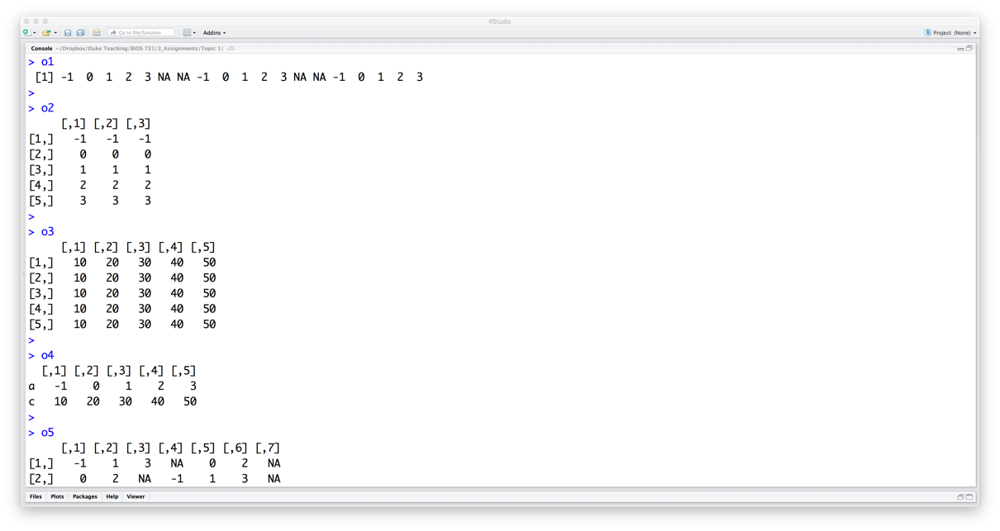 RStudio
Go to file/function Addins Project: (None)
Console ~/Dropbox/Duke Teaching/BIOS 721/3_Assignments/Topic 1/
> o1
 [1] -1  0  1  2  3 NA NA -1  0  1  2  3 NA NA -1  0  1  2  3
>
> o2
     [,1] [,2] [,3]
[1,]   -1   -1   -1
[2,]    0    0    0
[3,]    1    1    1
[4,]    2    2    2
[5,]    3    3    3
>
> o3
     [,1] [,2] [,3] [,4] [,5]
[1,]   10   20   30   40   50
[2,]   10   20   30   40   50
[3,]   10   20   30   40   50
[4,]   10   20   30   40   50
[5,]   10   20   30   40   50
>
> o4
  [,1] [,2] [,3] [,4] [,5]
a   -1    0    1    2    3
c   10   20   30   40   50
>
> o5
     [,1] [,2] [,3] [,4] [,5] [,6] [,7]
[1,]   -1    1    3   NA    0    2   NA
[2,]    0    2   NA   -1    1    3   NA
Files Plots Packages Help Viewer